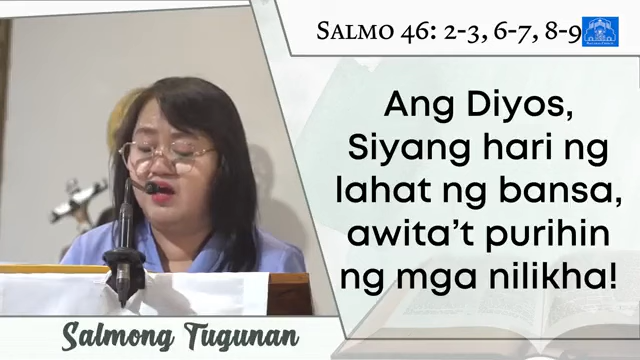 SALMO 46: 2-3, 6-7, 8-9
Ang Diyos,
Siyang hari ng
lahat ng bansa,
awita't purihin
ng mga nilikha!
Salmong Tugunan